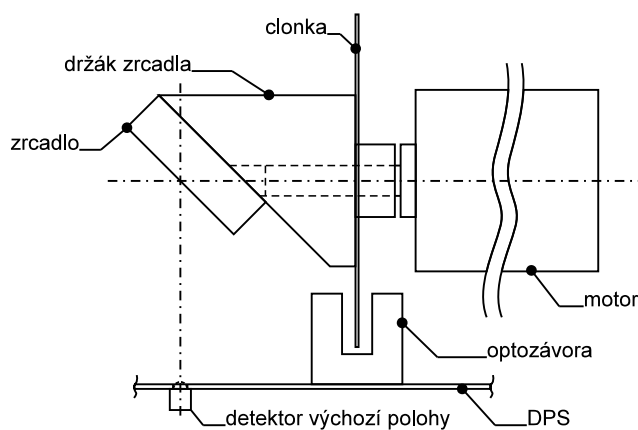 clonka
držák zrcadla
zrcadlo
motor
optozávora
detektor výchozí polohy
DPS